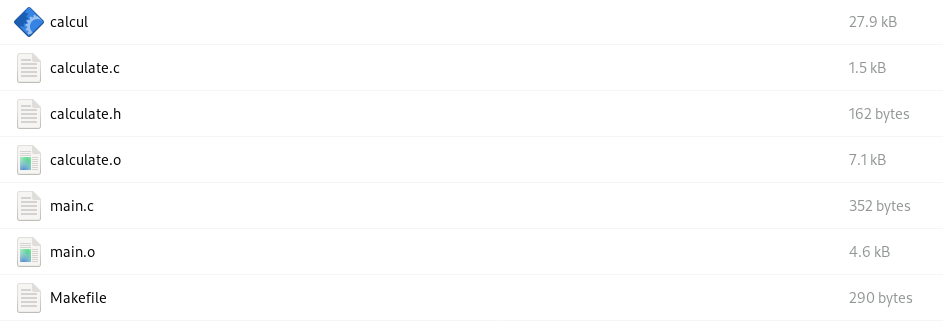 calcul 27.9 kB
calculate.c 1.5 kB
calculate.h 162 bytes
calculate.o 7.1 kB
main.c 352 bytes
main.o 4.6 kB
Makefile 290 bytes